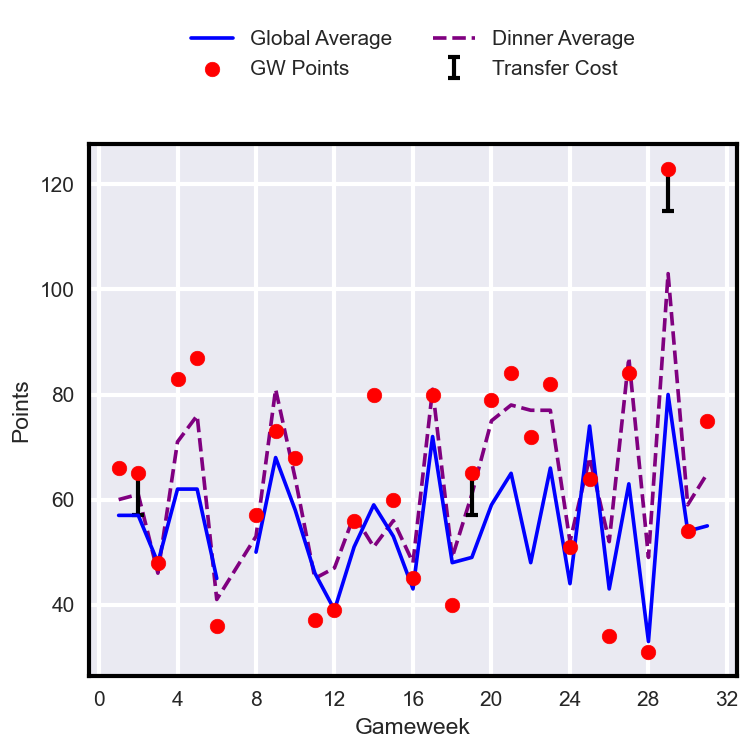 Global Average
Dinner Average
GW Points
Transfer Cost
120
100
80
60
40
Points
0 4 8 12 16 20 24 28 32
Gameweek